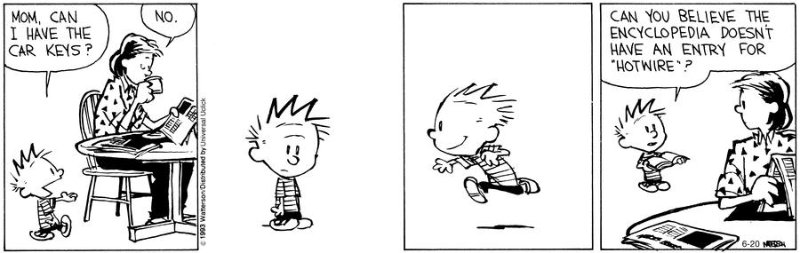 MOM, CAN
I HAVE THE
CAR KEYS?
NO.
© 1993 Watterson/Distributed by Universal Uclick
CAN YOU BELIEVE THE
ENCYCLOPEDIA DOESN'T
HAVE AN ENTRY FOR
"HOTWIRE"?
6-20